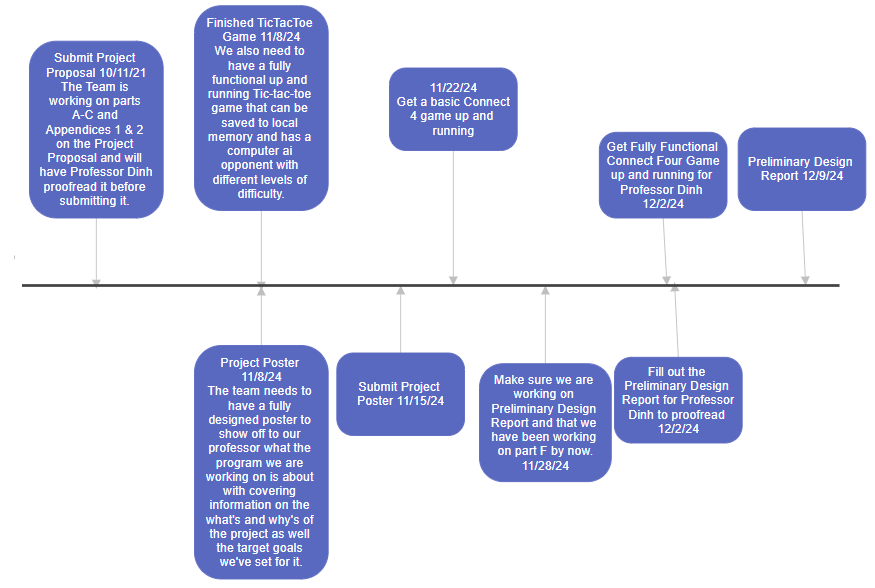 Submit Project
Proposal 10/11/21
The Team is
working on parts
A-C and
Appendices 1 & 2
on the Project
Proposal and will
have Professor Dinh
proofread it before
submitting it.
Finished TicTacToe
Game 11/8/24
We also need to
have a fully
functional up and
running Tic-tac-toe
game that can be
saved to local
memory and has a
computer ai
opponent with
different levels of
difficulty.
11/22/24
Get a basic Connect
4 game up and
running
Get Fully Functional
Connect Four Game
up and running for
Professor Dinh
12/2/24
Preliminary Design
Report 12/9/24
Project Poster
11/8/24
The team needs to
have a fully
designed poster to
show off to our
professor what the
program we are
working on is about
with covering
information on the
what's and why's of
the project as well
the target goals
we've set for it.
Submit Project
Poster 11/15/24
Make sure we are
working on
Preliminary Design
Report and that we
have been working
on part F by now.
11/28/24
Fill out the
Preliminary Design
Report for Professor
Dinh to proofread
12/2/24